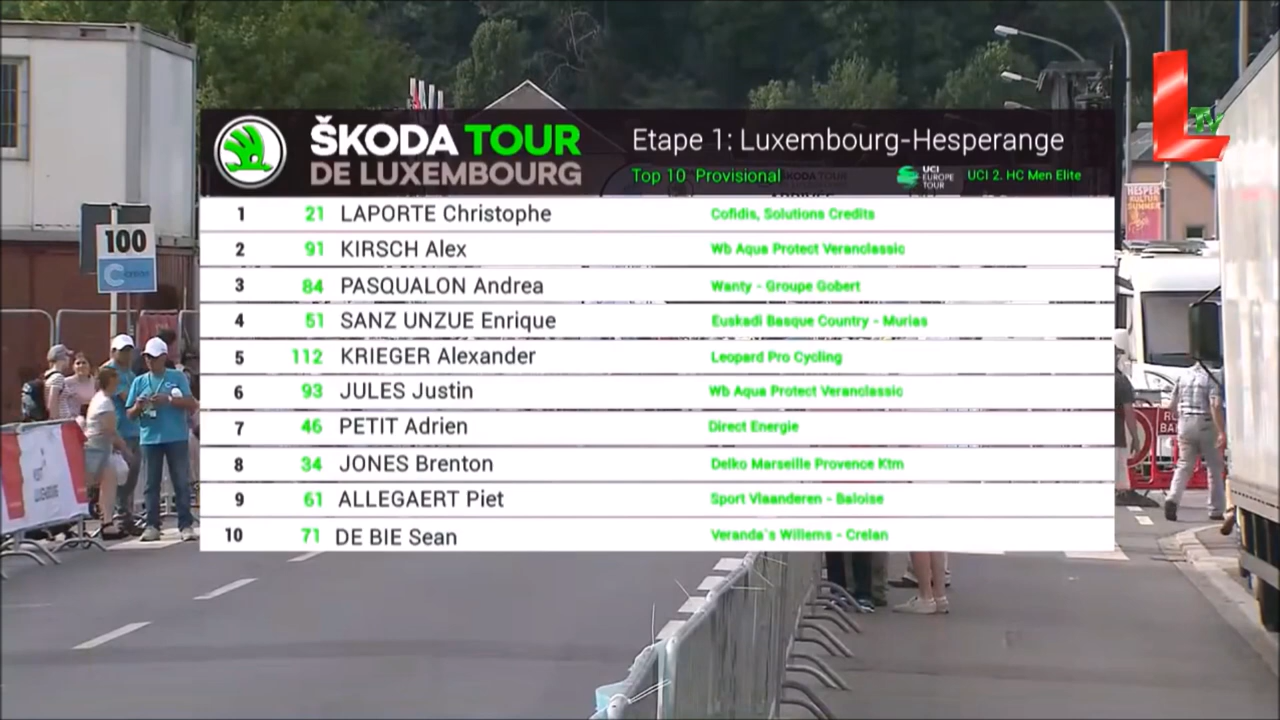 ŠKODA TOUR
DE LUXEMBOURG
Etape 1: Luxembourg-Hesperange
Top 10 Provisional
UCI
EUROPE
TOUR
UCI 2. HC Men Elite
1 21 LAPORTE Christophe Cofidis, Solutions Credits
2 91 KIRSCH Alex Wb Aqua Protect Veranclassic
3 84 PASQUALON Andrea Wanty - Groupe Gobert
4 51 SANZ UNZUE Enrique Euskadi Basque Country - Murias
5 112 KRIEGER Alexander Leopard Pro Cycling
6 93 JULES Justin Wb Aqua Protect Veranclassic
7 46 PETIT Adrien Direct Energie
8 34 JONES Brenton Delko Marseille Provence Ktm
9 61 ALLEGAERT Piet Sport Vlaanderen - Baloise
10 71 DE BIE Sean Veranda`s Willems - Crelan
L TV
100
HESPER
KULTUR
SUMMER